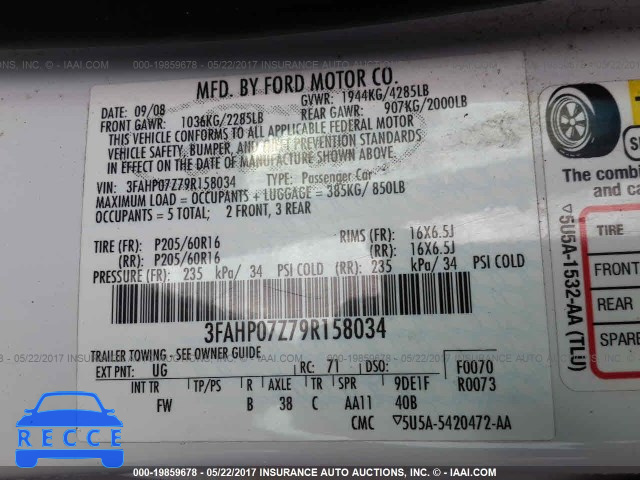 000-19859678 - 05/22/2017 INSURANCE AUTO AUCTIONS, INC. - © IAAI.COM
MFD. BY FORD MOTOR CO.
DATE: 09/08
GVWR: 1944KG/4285LB
FRONT GAWR: 1036KG/2285LB
REAR GAWR: 907KG/2000LB
THIS VEHICLE CONFORMS TO ALL APPLICABLE FEDERAL MOTOR
VEHICLE SAFETY, BUMPER, AND THEFT PREVENTION STANDARDS
IN EFFECT ON THE DATE OF MANUFACTURE SHOWN ABOVE.
VIN: 3FAHP07Z79R158034 TYPE: Passenger Car
MAXIMUM LOAD = OCCUPANTS + LUGGAGE = 385KG/ 850LB
OCCUPANTS = 5 TOTAL; 2 FRONT, 3 REAR
TIRE (FR): P205/60R16 RIMS (FR): 16X6.5J
(RR): P205/60R16 (RR): 16X6.5J
PRESSURE (FR): 235 kPa/ 34 PSI COLD (RR): 235 kPa/ 34 PSI COLD
3FAHP07Z79R158034
TRAILER TOWING - SEE OWNER GUIDE
EXT PNT: UG RC: 71 DSO: F0070
INT TR TP/PS R AXLE TR SPR 9DE1F R0073
FW B 38 C AA11 40B
CMC ▽5U5A-5420472-AA
The combin
and ca
▽5U5A-1532-AA (TLU)
TIRE
FRONT
REAR
SPARE
000-19859678 - 05/22/2017 INSURANCE AUTO AUCTIONS, INC. - © IAAI.COM